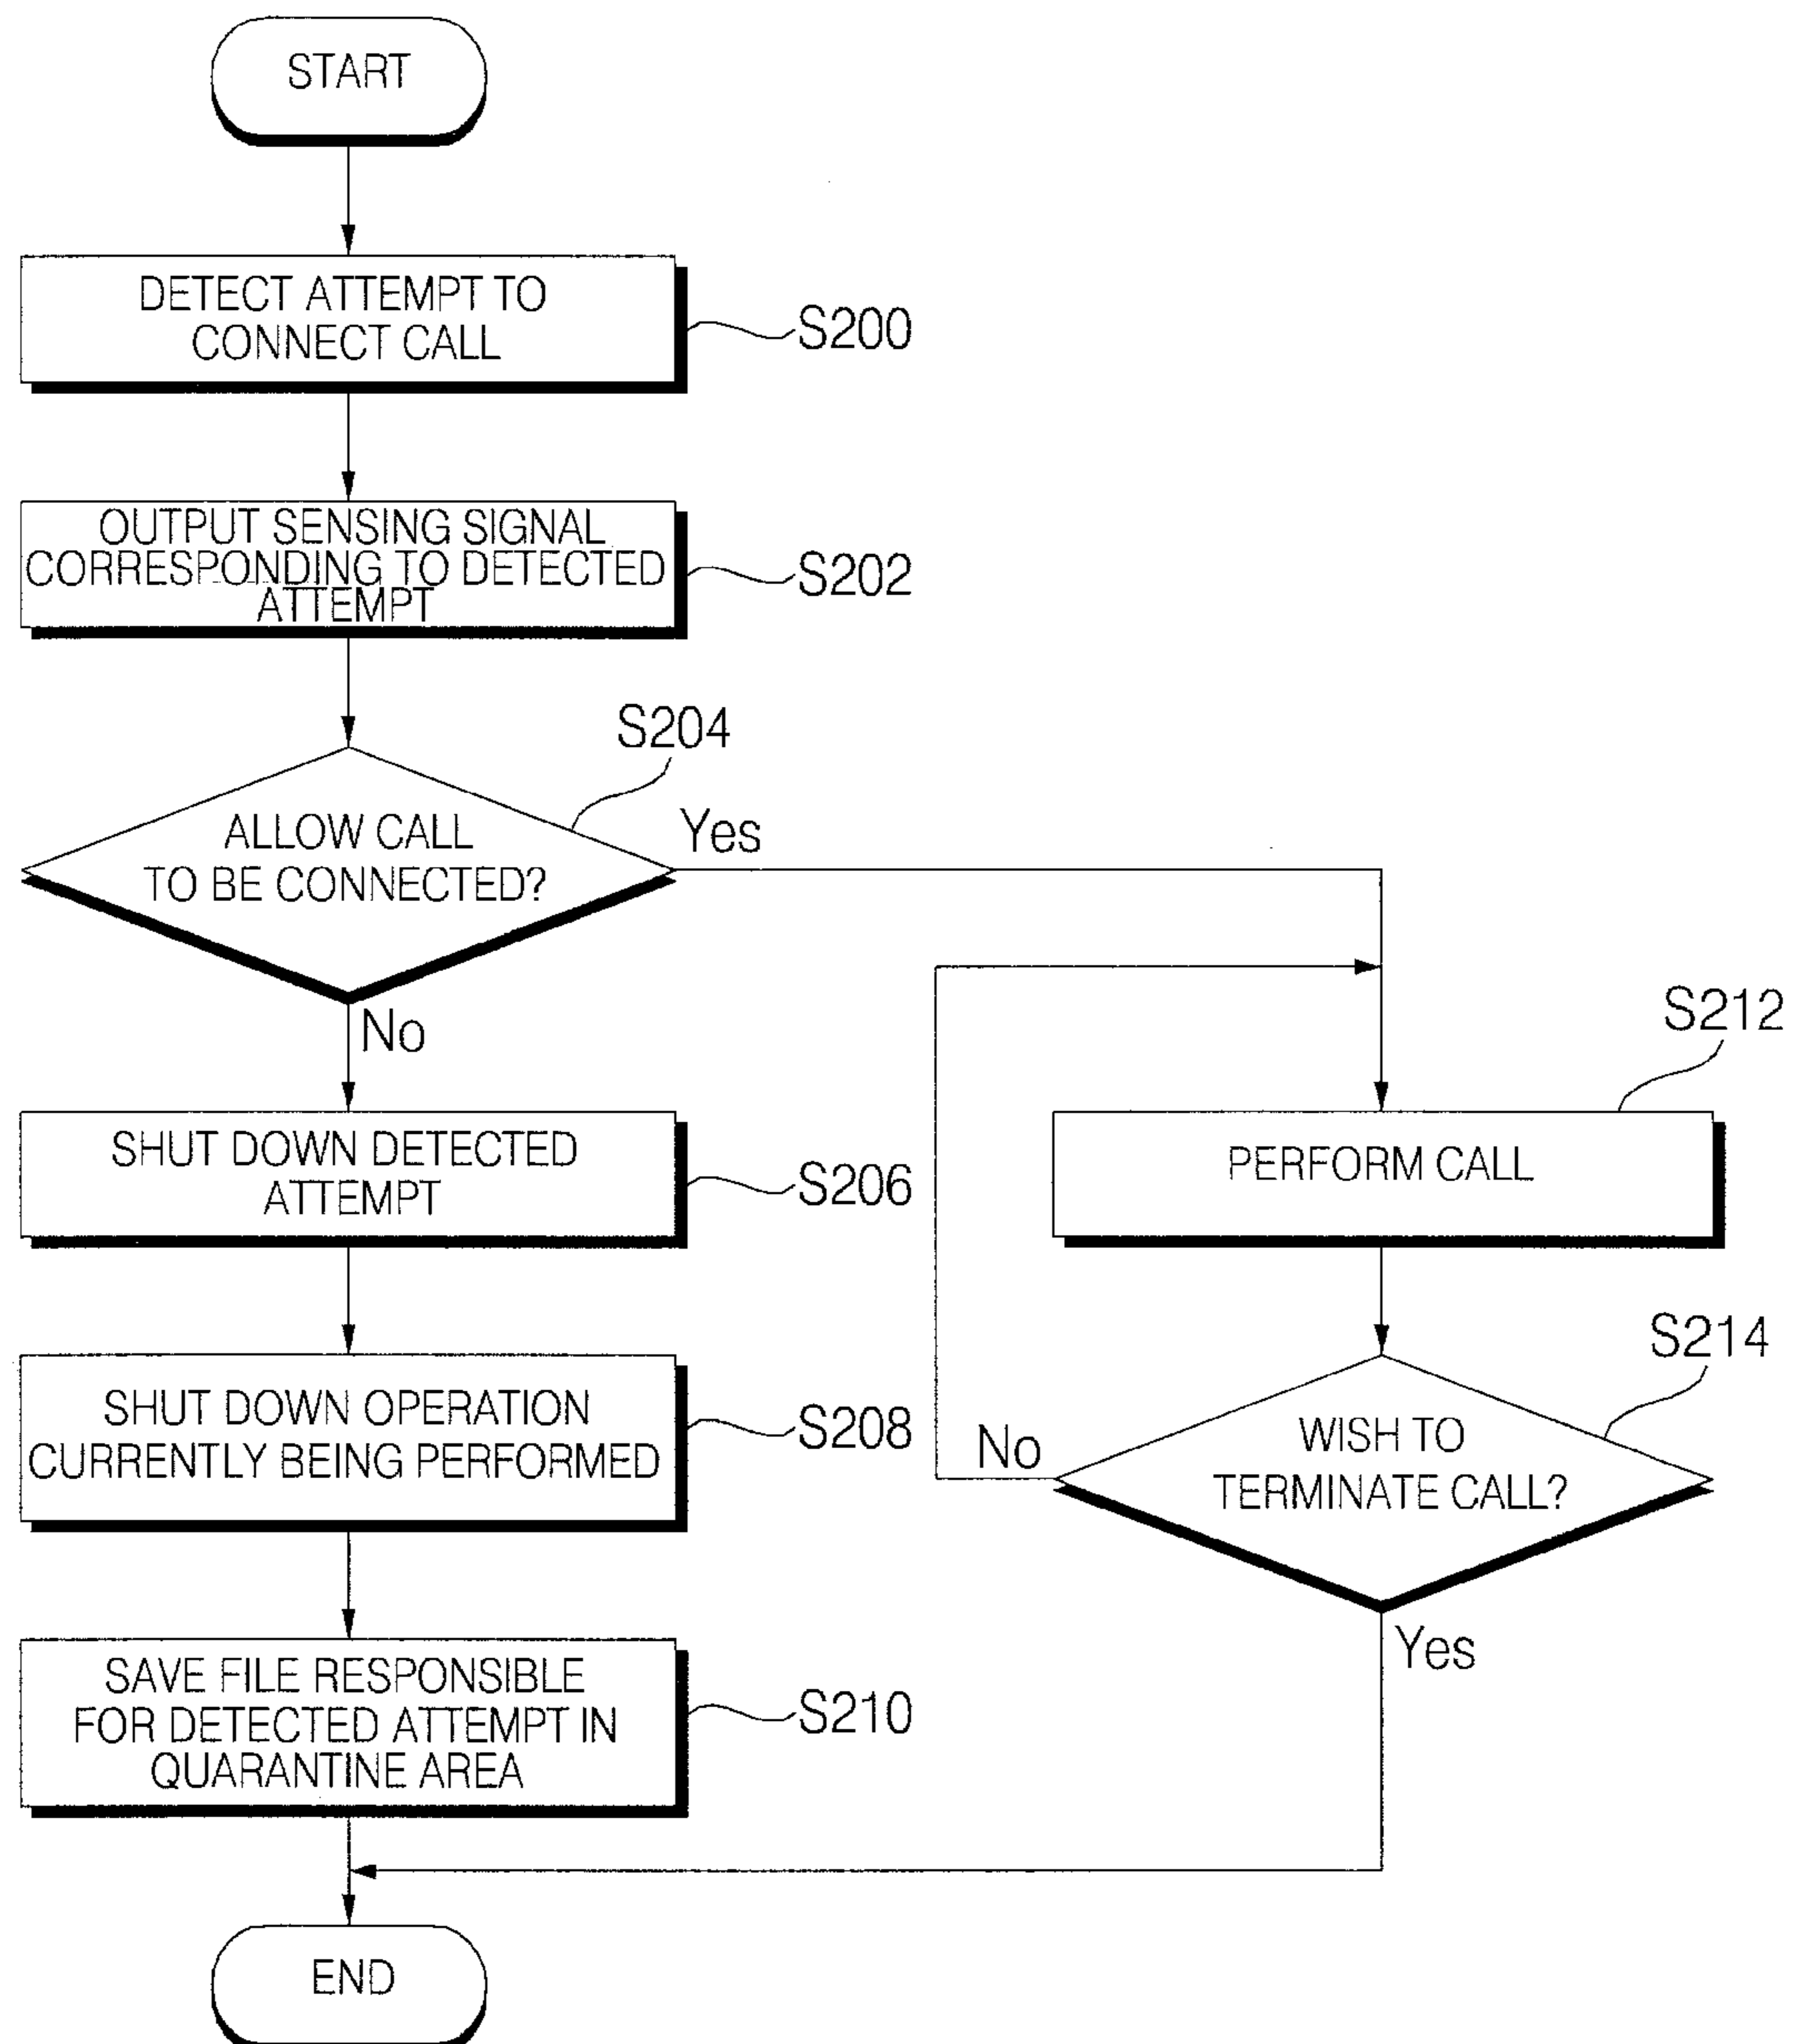 START
DETECT ATTEMPT TO
CONNECT CALL
S200
OUTPUT SENSING SIGNAL
CORRESPONDING TO DETECTED
ATTEMPT
S202
S204
ALLOW CALL
TO BE CONNECTED?
Yes
No
SHUT DOWN DETECTED
ATTEMPT
S206
SHUT DOWN OPERATION
CURRENTLY BEING PERFORMED
S208
SAVE FILE RESPONSIBLE
FOR DETECTED ATTEMPT IN
QUARANTINE AREA
S210
S212
PERFORM CALL
S214
WISH TO
TERMINATE CALL?
No
Yes
END